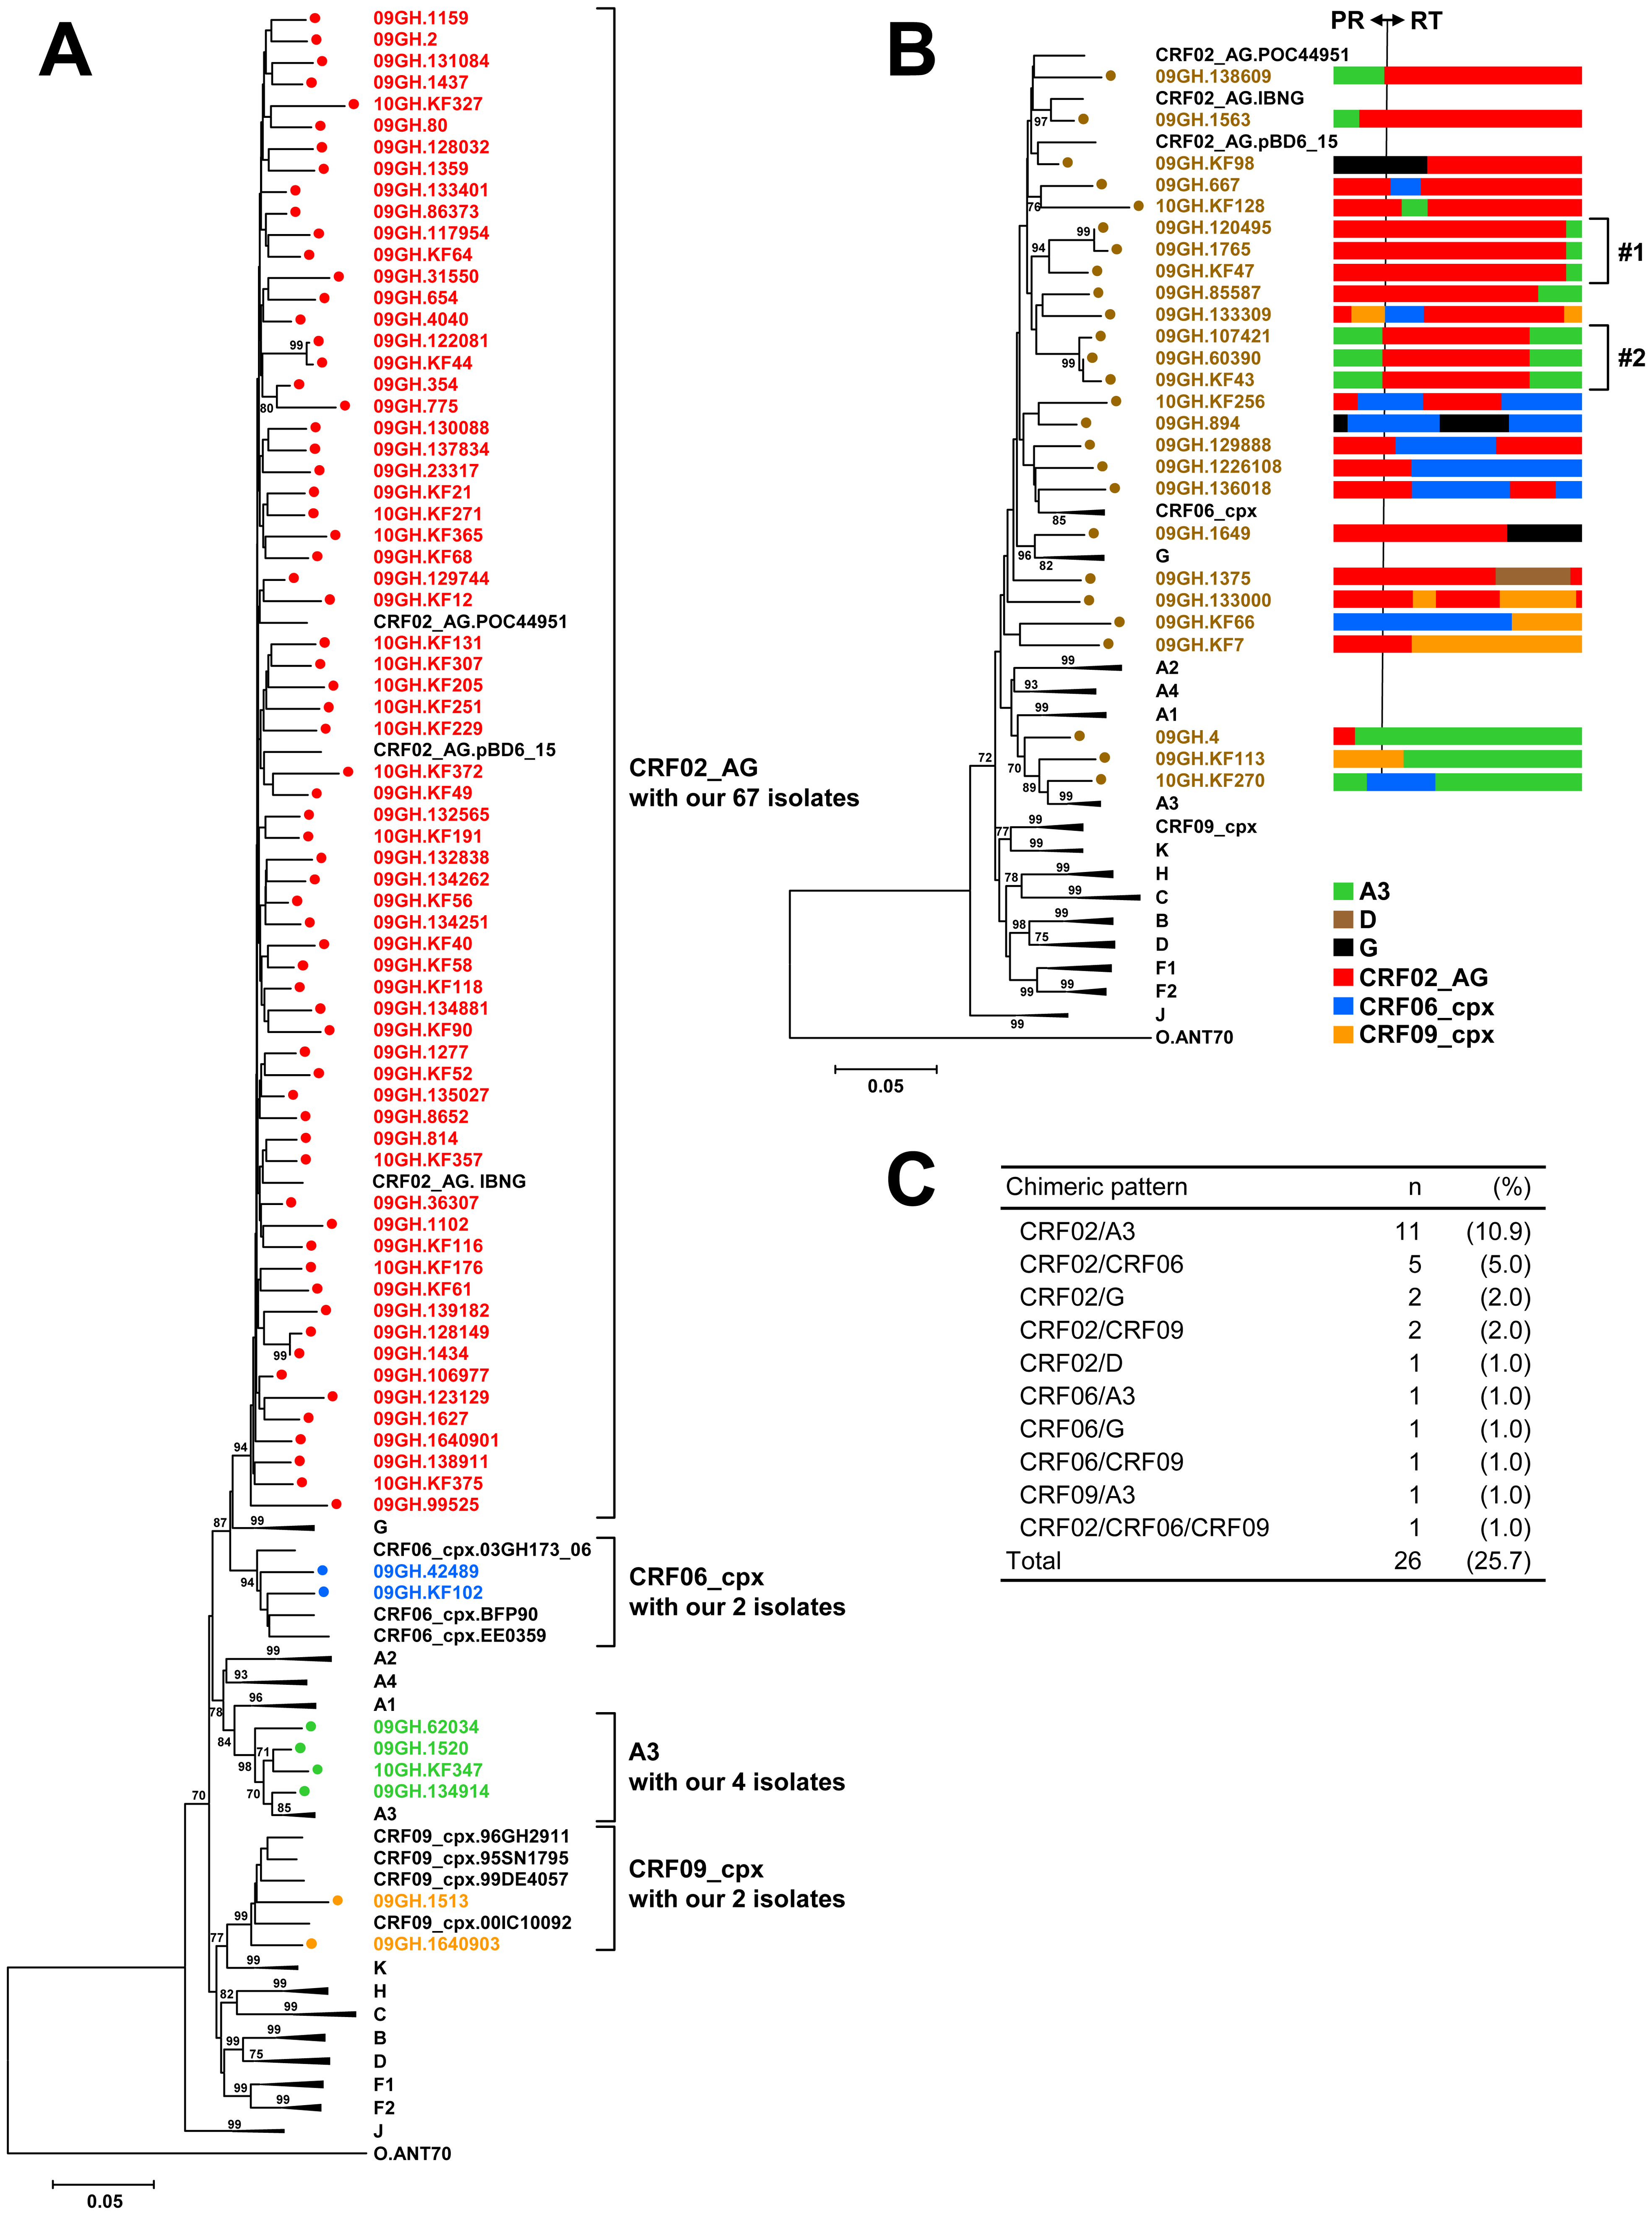 A
09GH.1159
09GH.2
09GH.131084
09GH.1437
10GH.KF327
09GH.80
09GH.128032
09GH.1359
09GH.133401
09GH.86373
09GH.117954
09GH.KF64
09GH.31550
09GH.654
09GH.4040
99
09GH.122081
09GH.KF44
09GH.354
80
09GH.775
09GH.130088
09GH.137834
09GH.23317
09GH.KF21
10GH.KF271
10GH.KF365
09GH.KF68
09GH.129744
09GH.KF12
CRF02_AG.POC44951
10GH.KF131
10GH.KF307
10GH.KF205
10GH.KF251
10GH.KF229
CRF02_AG.pBD6_15
10GH.KF372
09GH.KF49
09GH.132565
10GH.KF191
09GH.132838
09GH.134262
09GH.KF56
09GH.134251
09GH.KF40
09GH.KF58
09GH.KF118
09GH.134881
09GH.KF90
09GH.1277
09GH.KF52
09GH.135027
09GH.8652
09GH.814
10GH.KF357
CRF02_AG. IBNG
09GH.36307
09GH.1102
09GH.KF116
10GH.KF176
09GH.KF61
09GH.139182
09GH.128149
99
09GH.1434
09GH.106977
09GH.123129
09GH.1627
09GH.1640901
94
09GH.138911
10GH.KF375
09GH.99525
CRF02_AG
with our 67 isolates
87
99
G
CRF06_cpx.03GH173_06
09GH.42489
94
09GH.KF102
CRF06_cpx.BFP90
CRF06_cpx.EE0359
CRF06_cpx
with our 2 isolates
99
A2
93
A4
96
A1
78
09GH.62034
84
71
09GH.1520
98
10GH.KF347
70
09GH.134914
85
A3
A3
with our 4 isolates
70
CRF09_cpx.96GH2911
CRF09_cpx.95SN1795
CRF09_cpx.99DE4057
09GH.1513
99
CRF09_cpx.00IC10092
77
09GH.1640903
CRF09_cpx
with our 2 isolates
99
K
99
H
82
99
C
99
B
99
75
D
99
F1
99
F2
99
J
O.ANT70
0.05
B
PR RT
CRF02_AG.POC44951
09GH.138609
CRF02_AG.IBNG
97
09GH.1563
CRF02_AG.pBD6_15
09GH.KF98
09GH.667
76
10GH.KF128
99
09GH.120495
94
09GH.1765
09GH.KF47
#1
09GH.85587
09GH.133309
09GH.107421
99
09GH.60390
09GH.KF43
#2
10GH.KF256
09GH.894
09GH.129888
09GH.1226108
09GH.136018
85
CRF06_cpx
09GH.1649
96
82
G
09GH.1375
09GH.133000
09GH.KF66
09GH.KF7
99
A2
93
A4
99
A1
09GH.4
72
70
09GH.KF113
89
10GH.KF270
99
A3
77
99
CRF09_cpx
99
K
99
H
78
99
C
99
B
98
75
D
F1
99
99
F2
99
J
O.ANT70
0.05
A3
D
G
CRF02_AG
CRF06_cpx
CRF09_cpx
C
Chimeric pattern n (%)
CRF02/A3 11 (10.9)
CRF02/CRF06 5 (5.0)
CRF02/G 2 (2.0)
CRF02/CRF09 2 (2.0)
CRF02/D 1 (1.0)
CRF06/A3 1 (1.0)
CRF06/G 1 (1.0)
CRF06/CRF09 1 (1.0)
CRF09/A3 1 (1.0)
CRF02/CRF06/CRF09 1 (1.0)
Total 26 (25.7)